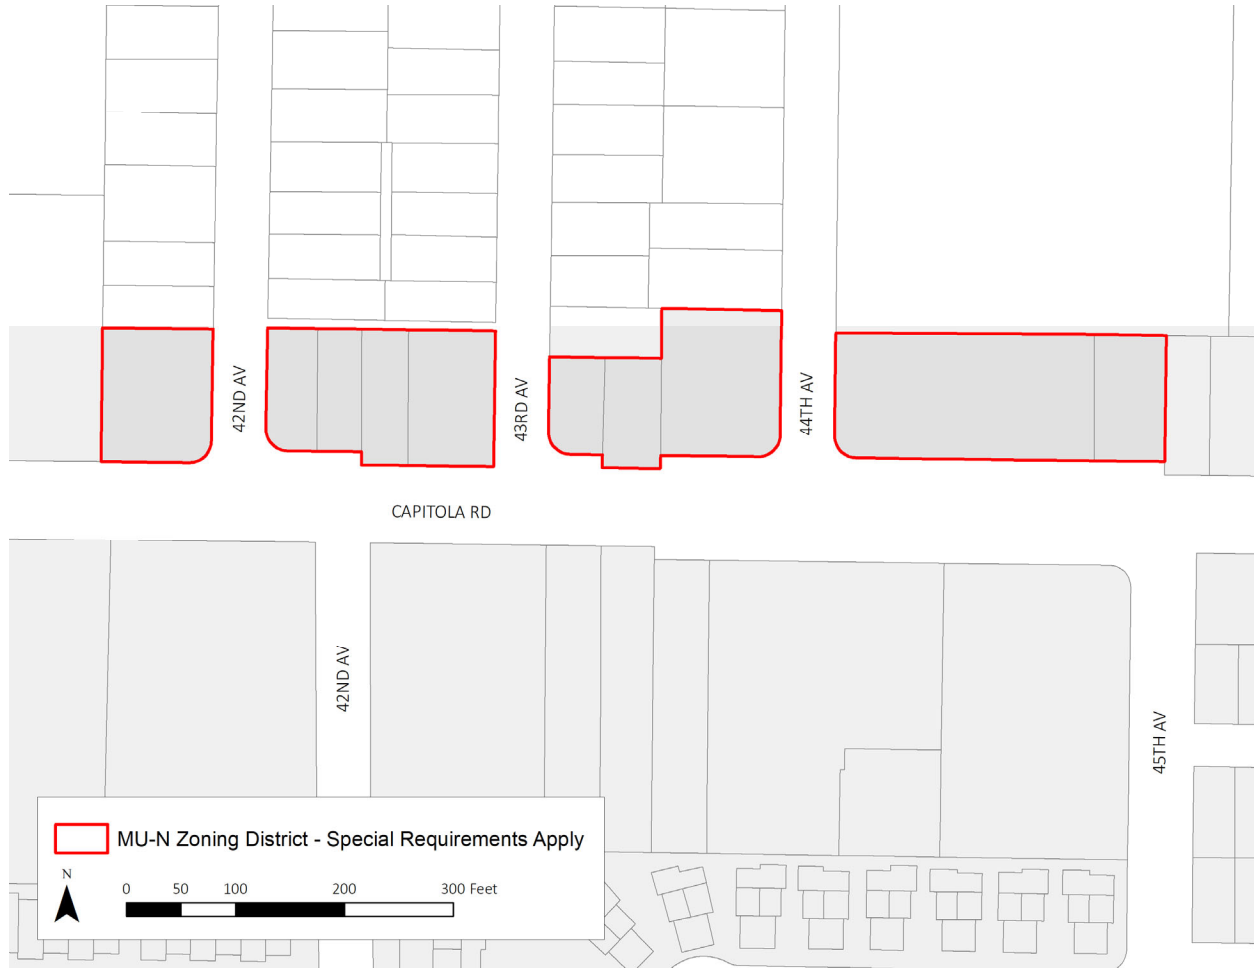 42ND AV
43RD AV
44TH AV
CAPITOLA RD
42ND AV
45TH AV
MU-N Zoning District - Special Requirements Apply
N
0 50 100 200 300 Feet